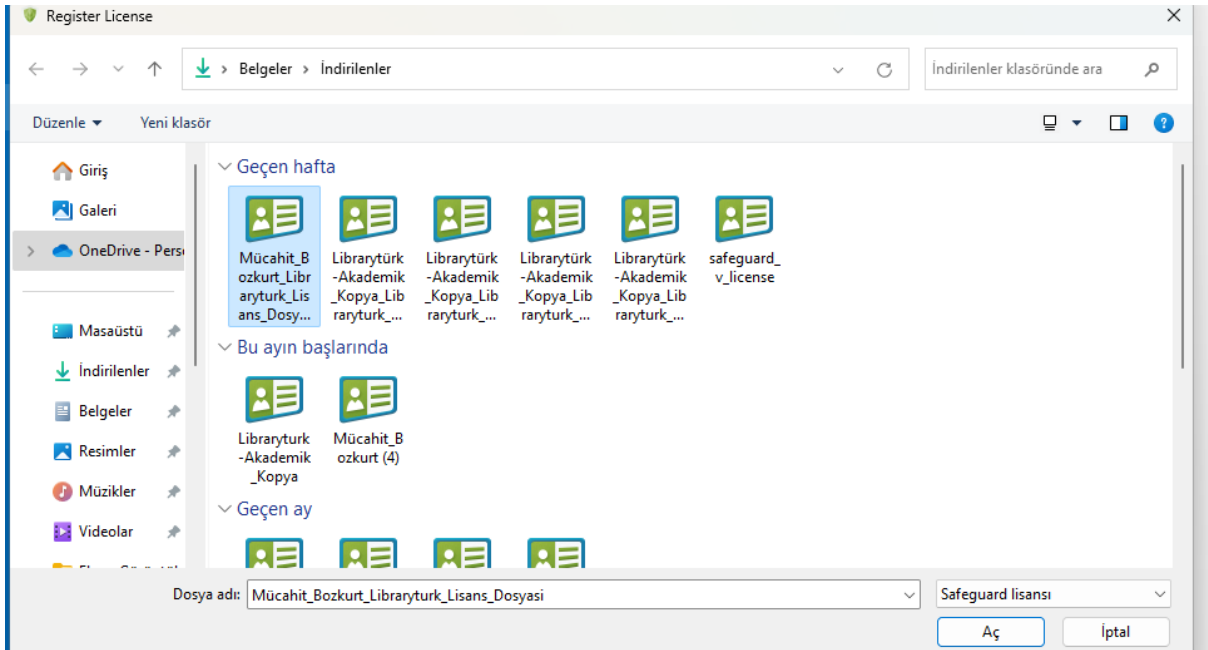 Register License
Belgeler > İndirilenler
İndirilenler klasöründe ara
Düzenle
Yeni klasör
Giriş
Galeri
OneDrive - Perso
Masaüstü
İndirilenler
Belgeler
Resimler
Müzikler
Videolar
Geçen hafta
Mücahit_B
ozkurt_Libr
aryturk_Lis
ans_Dosy...
Librarytürk
-Akademik
_Kopya_Lib
raryturk_...
Librarytürk
-Akademik
_Kopya_Lib
raryturk_...
Librarytürk
-Akademik
_Kopya_Lib
raryturk_...
Librarytürk
-Akademik
_Kopya_Lib
raryturk_...
safeguard_
v_license
Bu ayın başlarında
Libraryturk
-Akademik
_Kopya
Mücahit_B
ozkurt (4)
Geçen ay
Dosya adı:
Mücahit_Bozkurt_Libraryturk_Lisans_Dosyasi
Safeguard lisansı
Aç
İptal